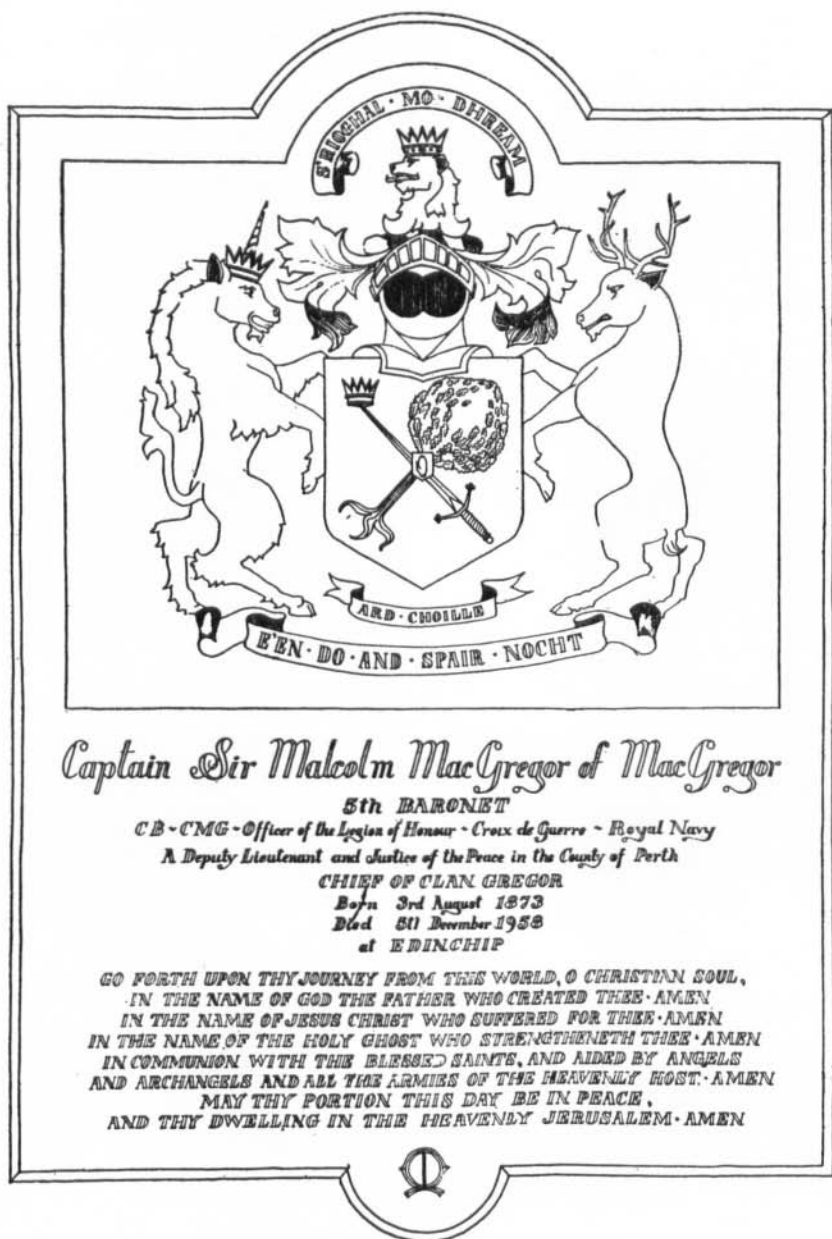 S'RIOGHAL · MO · DHREAM
ARD · CHOILLE
E'EN · DO · AND · SPAIR · NOCHT
Captain Sir Malcolm MacGregor of MacGregor
5th BARONET
CB ~ CMG ~ Officer of the Legion of Honour ~ Croix de Guerre ~ Royal Navy
A Deputy Lieutenant and Justice of the Peace in the County of Perth
CHIEF OF CLAN GREGOR
Born 3rd August 1873
Died 5th December 1958
at EDINCHIP
GO FORTH UPON THY JOURNEY FROM THIS WORLD, O CHRISTIAN SOUL,
IN THE NAME OF GOD THE FATHER WHO CREATED THEE · AMEN
IN THE NAME OF JESUS CHRIST WHO SUFFERED FOR THEE · AMEN
IN THE NAME OF THE HOLY GHOST WHO STRENGTHENETH THEE · AMEN
IN COMMUNION WITH THE BLESSED SAINTS, AND AIDED BY ANGELS
AND ARCHANGELS AND ALL THE ARMIES OF THE HEAVENLY HOST · AMEN
MAY THY PORTION THIS DAY BE IN PEACE,
AND THY DWELLING IN THE HEAVENLY JERUSALEM · AMEN